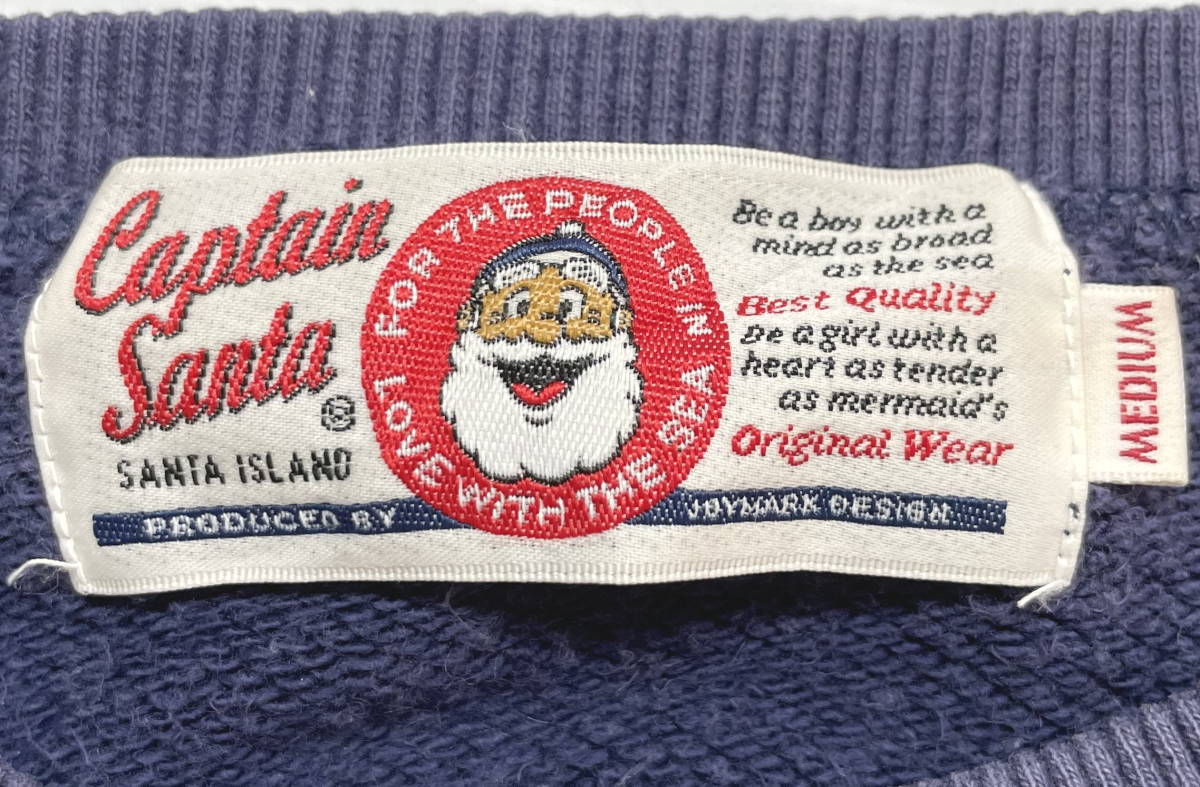 Captain
Santa
®
SANTA ISLAND
FOR THE PEOPLE IN LOVE WITH THE SEA
Be a boy with a
mind as broad
as the sea
Best Quality
Be a girl with a
heart as tender
as mermaid's
Original Wear
PRODUCED BY JOYMARK DESIGN.
MEDIUM